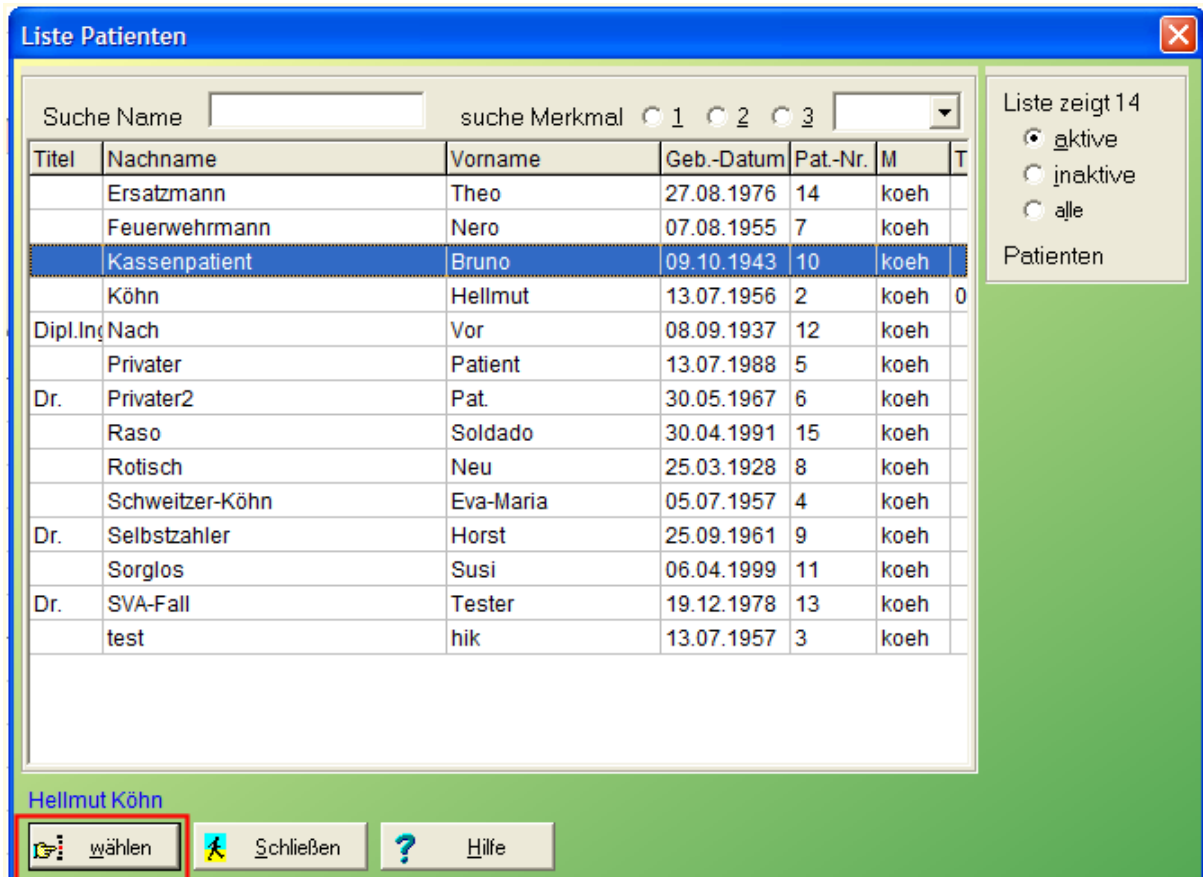 Liste Patienten
Suche Name suche Merkmal 1 2 3
Titel Nachname Vorname Geb.-Datum Pat.-Nr. M T
Ersatzmann Theo 27.08.1976 14 koeh
Feuerwehrmann Nero 07.08.1955 7 koeh
Kassenpatient Bruno 09.10.1943 10 koeh
Köhn Hellmut 13.07.1956 2 koeh 0
Dipl.Ing Nach Vor 08.09.1937 12 koeh
Privater Patient 13.07.1988 5 koeh
Dr. Privater2 Pat. 30.05.1967 6 koeh
Raso Soldado 30.04.1991 15 koeh
Rotisch Neu 25.03.1928 8 koeh
Schweitzer-Köhn Eva-Maria 05.07.1957 4 koeh
Dr. Selbstzahler Horst 25.09.1961 9 koeh
Sorglos Susi 06.04.1999 11 koeh
Dr. SVA-Fall Tester 19.12.1978 13 koeh
test hik 13.07.1957 3 koeh
Liste zeigt 14
aktive
inaktive
alle
Patienten
Hellmut Köhn
wählen Schließen ? Hilfe